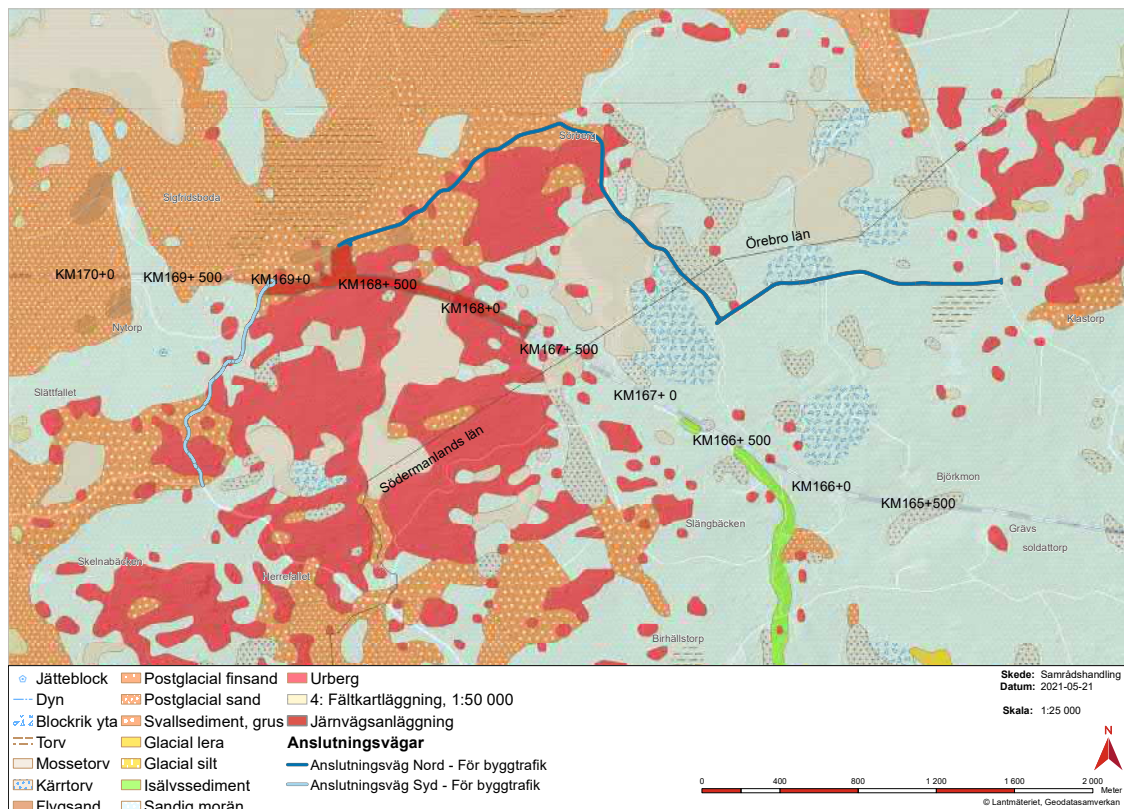 Sörberg
Sigfridsboda
Örebro län
KM170+0
KM169+ 500
KM169+0
KM168+ 500
KM168+0
Klastorp
Nytorp
KM167+ 500
Slättfallet
KM167+ 0
KM166+ 500
Södermanlands län
KM166+0
Björkmon
KM165+500
Slängbäcken
Grävs
soldattorp
Skelnabäcken
Herrefallet
Birhällstorp
Jätteblock
Dyn
Blockrik yta
Torv
Mossetorv
Kärrtorv
Flygsand
Postglacial finsand
Postglacial sand
Svallsediment, grus
Glacial lera
Glacial silt
Isälvssediment
Sandig morän
Urberg
4: Fältkartläggning, 1:50 000
Järnvägsanläggning
Anslutningsvägar
Anslutningsväg Nord - För byggtrafik
Anslutningsväg Syd - För byggtrafik
Skede: Samrådshandling
Datum: 2021-05-21
Skala: 1:25 000
N
0 400 800 1 200 1 600 2 000
Meter
© Lantmäteriet, Geodatasamverkan